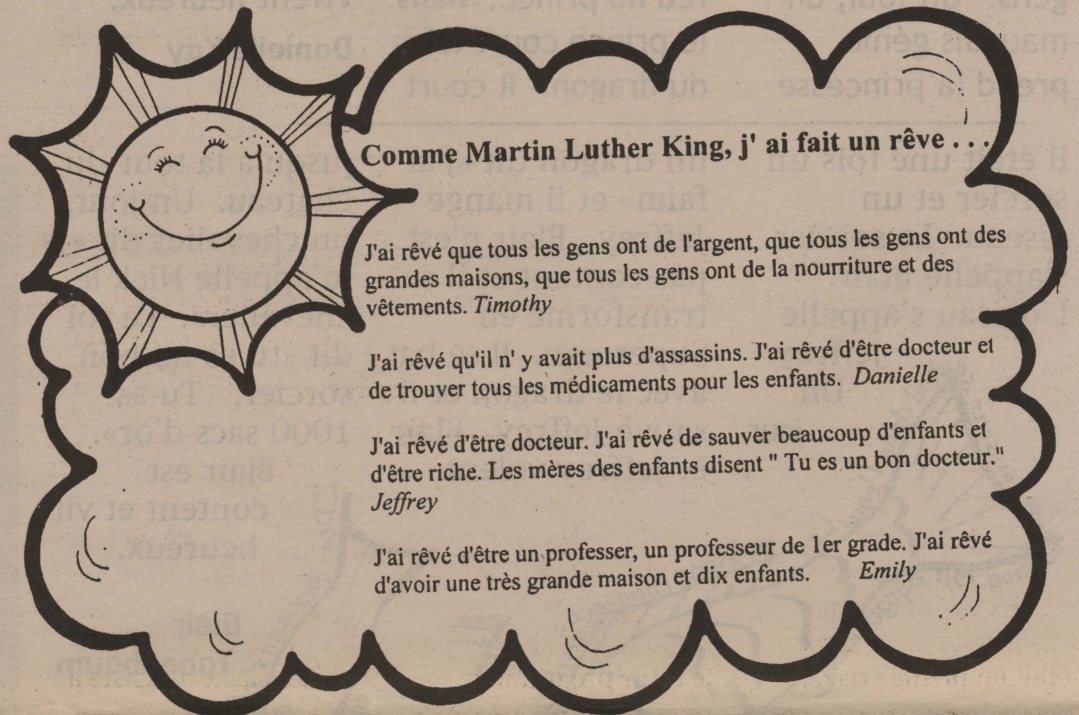 Comme Martin Luther King, j' ai fait un rêve . . .
J'ai rêvé que tous les gens ont de l'argent, que tous les gens ont des
grandes maisons, que tous les gens ont de la nourriture et des
vêtements. Timothy
J'ai rêvé qu'il n' y avait plus d'assassins. J'ai rêvé d'être docteur et
de trouver tous les médicaments pour les enfants. Danielle
J'ai rêvé d'être docteur. J'ai rêvé de sauver beaucoup d'enfants et
d'être riche. Les mères des enfants disent " Tu es un bon docteur."
Jeffrey
J'ai rêvé d'être un professer, un professeur de 1er grade. J'ai rêvé
d'avoir une très grande maison et dix enfants. Emily